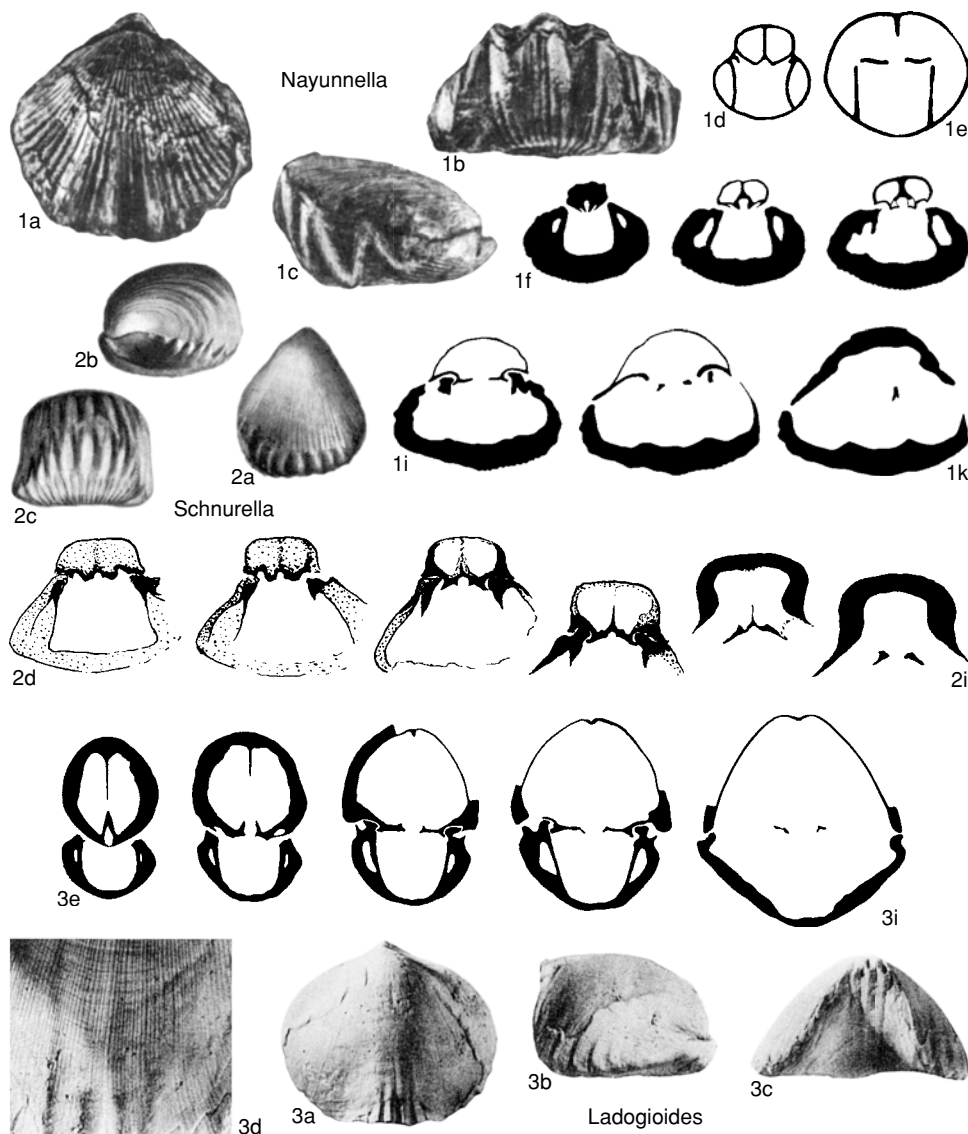 Nayunnella
1a
1b
1c
1d
1e
1f
1i
1k
2b
2a
2c
Schnurella
2d
2i
3e
3i
3d
3a
3b
3c
Ladogioides